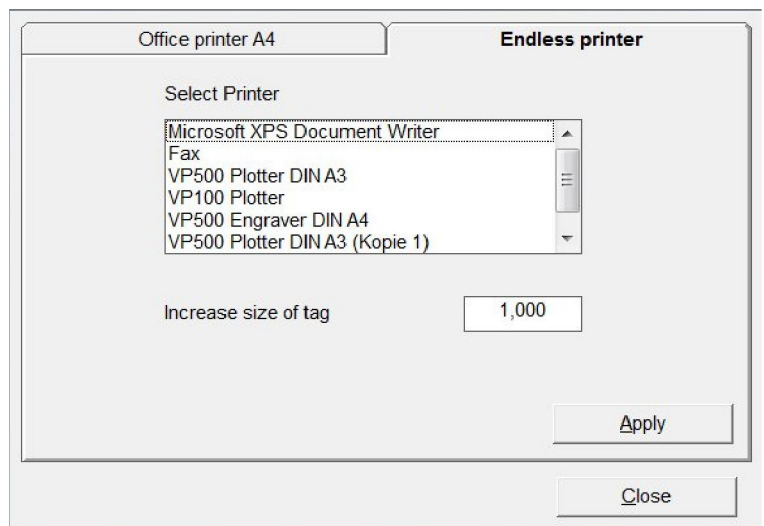 Office printer A4
Endless printer
Select Printer
Microsoft XPS Document Writer
Fax
VP500 Plotter DIN A3
VP100 Plotter
VP500 Engraver DIN A4
VP500 Plotter DIN A3 (Kopie 1)
Increase size of tag
1,000
Apply
Close